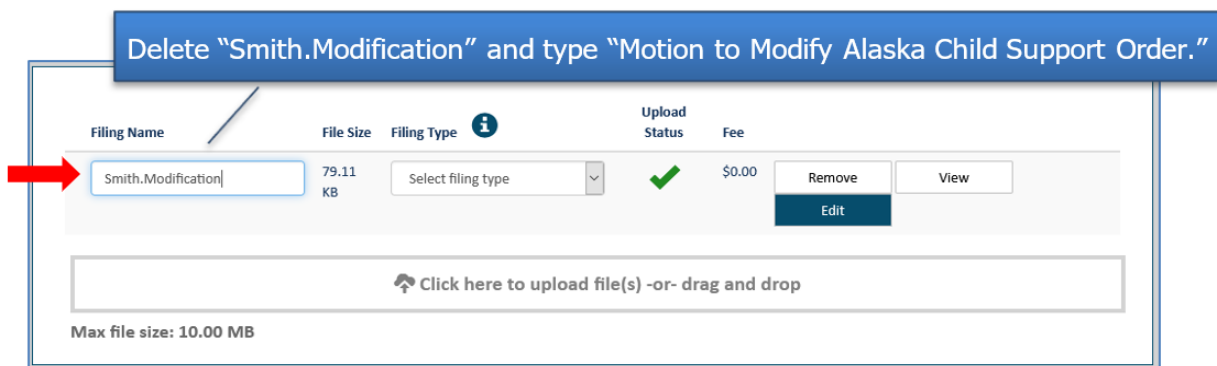 Delete “Smith.Modification” and type “Motion to Modify Alaska Child Support Order.”
Filing Name File Size Filing Type i Upload Status Fee
Smith.Modification 79.11 KB Select filing type $0.00 Remove View
Edit
Click here to upload file(s) -or- drag and drop
Max file size: 10.00 MB